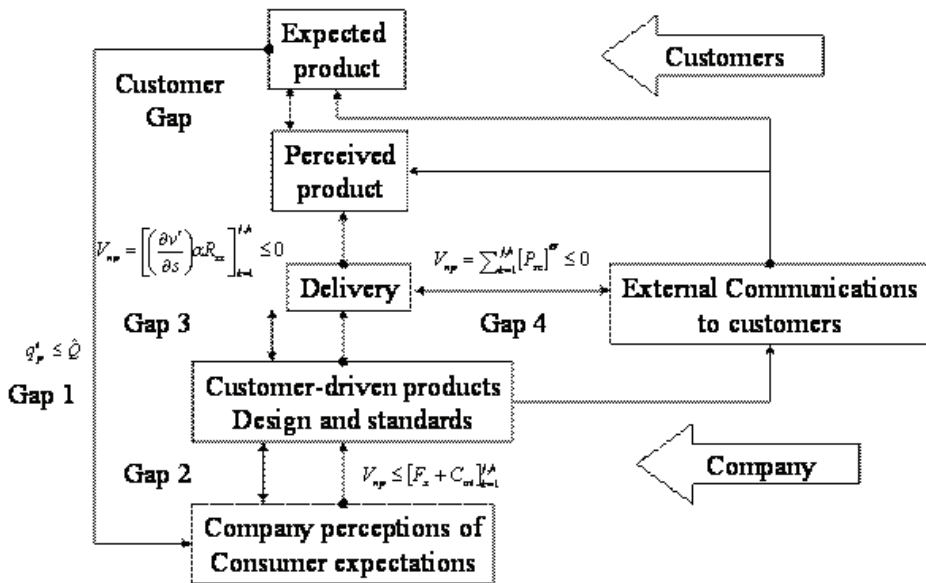 Expected
product
Customers
Customer
Gap
Perceived
product
Delivery
External Communications
to customers
Gap 3
Gap 4
Gap 1
Customer-driven products
Design and standards
Gap 2
Company
Company perceptions of
Consumer expectations